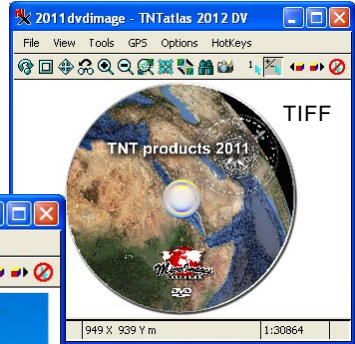 2011dvdimage - TNTatlas 2012 DV
File View Tools GPS Options HotKeys
TIFF
TNT products 2011
MicroImages
DVD
949 X 939 Y m
1:30864